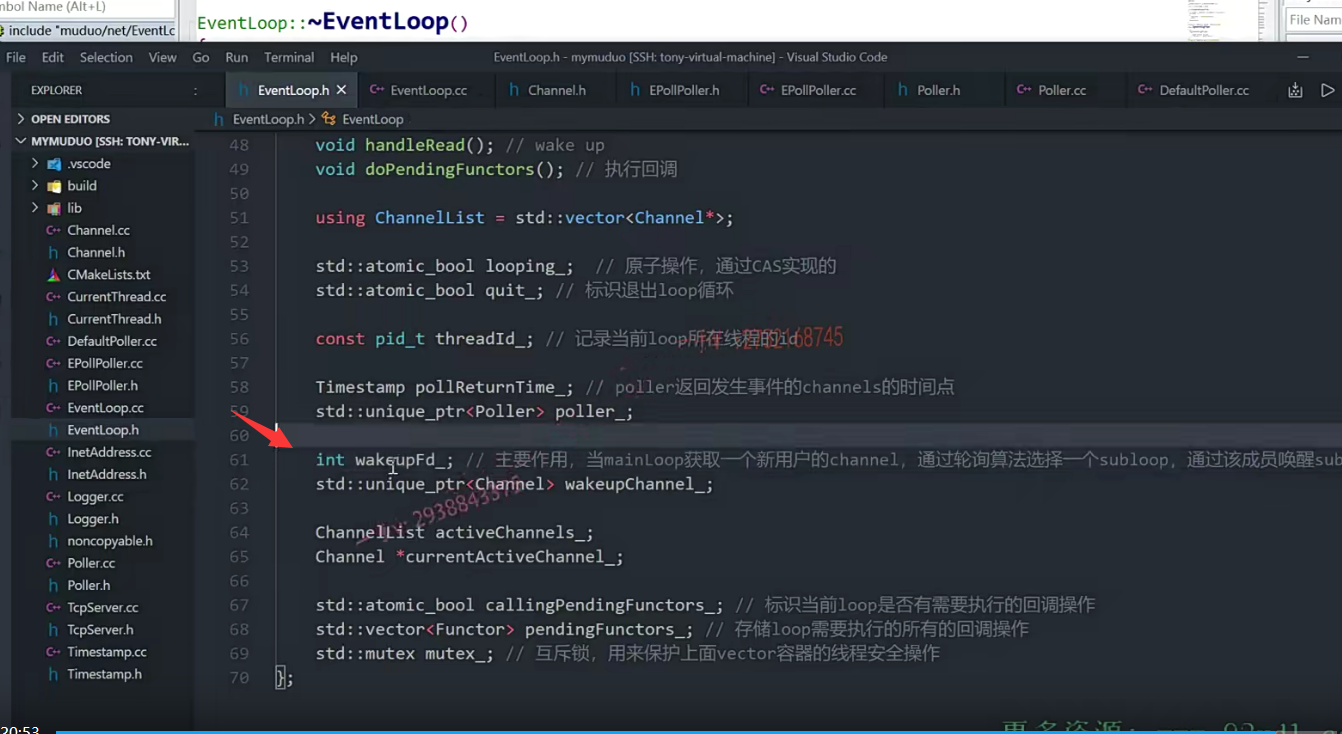 mbol Name (Alt+L)
include "muduo/net/EventLc
EventLoop::~EventLoop()
File Nam
File Edit Selection View Go Run Terminal Help
EventLoop.h - mymuduo [SSH: tony-virtual-machine] - Visual Studio Code
EXPLORER
EventLoop.h EventLoop.cc Channel.h EPollPoller.h EPollPoller.cc Poller.h Poller.cc DefaultPoller.cc
OPEN EDITORS
EventLoop.h > EventLoop
MYMUDUO [SSH: TONY-VIR...
.vscode
build
lib
Channel.cc
Channel.h
CMakeLists.txt
CurrentThread.cc
CurrentThread.h
DefaultPoller.cc
EPollPoller.cc
EPollPoller.h
EventLoop.cc
EventLoop.h
InetAddress.cc
InetAddress.h
Logger.cc
Logger.h
noncopyable.h
Poller.cc
Poller.h
TcpServer.cc
TcpServer.h
Timestamp.cc
Timestamp.h
48 void handleRead(); // wake up
49 void doPendingFunctors(); // 执行回调
50
51 using ChannelList = std::vector<Channel*>;
52
53 std::atomic_bool looping_; // 原子操作，通过CAS实现的
54 std::atomic_bool quit_; // 标识退出loop循环
55
56 const pid_t threadId_; // 记录当前loop所在线程的id
57
58 Timestamp pollReturnTime_; // poller返回发生事件的channels的时间点
59 std::unique_ptr<Poller> poller_;
60
61 int wakeupFd_; // 主要作用，当mainLoop获取一个新用户的channel，通过轮询算法选择一个subloop，通过该成员唤醒sub
62 std::unique_ptr<Channel> wakeupChannel_;
63
64 ChannelList activeChannels_;
65 Channel *currentActiveChannel_;
66
67 std::atomic_bool callingPendingFunctors_; // 标识当前loop是否有需要执行的回调操作
68 std::vector<Functor> pendingFunctors_; // 存储loop需要执行的所有的回调操作
69 std::mutex mutex_; // 互斥锁，用来保护上面vector容器的线程安全操作
70 };
2938843375
20:53